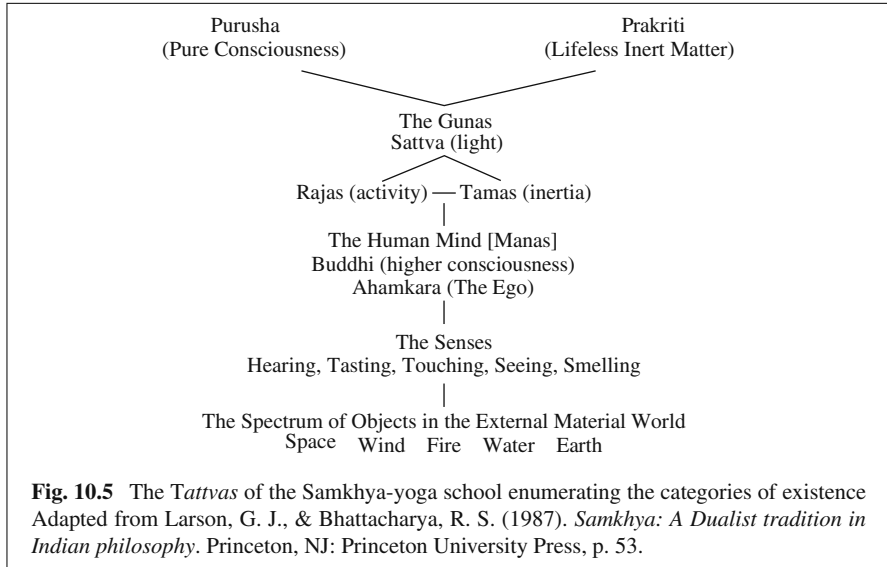 Purusha Prakriti
(Pure Consciousness) (Lifeless Inert Matter)
The Gunas
Sattva (light)
Rajas (activity) — Tamas (inertia)
The Human Mind [Manas]
Buddhi (higher consciousness)
Ahamkara (The Ego)
The Senses
Hearing, Tasting, Touching, Seeing, Smelling
The Spectrum of Objects in the External Material World
Space Wind Fire Water Earth
Fig. 10.5 The Tattvas of the Samkhya-yoga school enumerating the categories of existence
Adapted from Larson, G. J., & Bhattacharya, R. S. (1987). Samkhya: A Dualist tradition in
Indian philosophy. Princeton, NJ: Princeton University Press, p. 53.